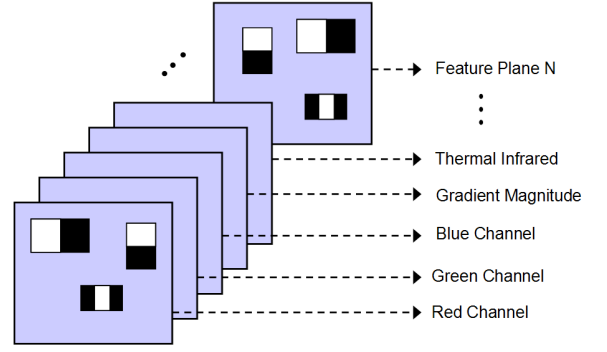 Feature Plane N
Thermal Infrared
Gradient Magnitude
Blue Channel
Green Channel
Red Channel